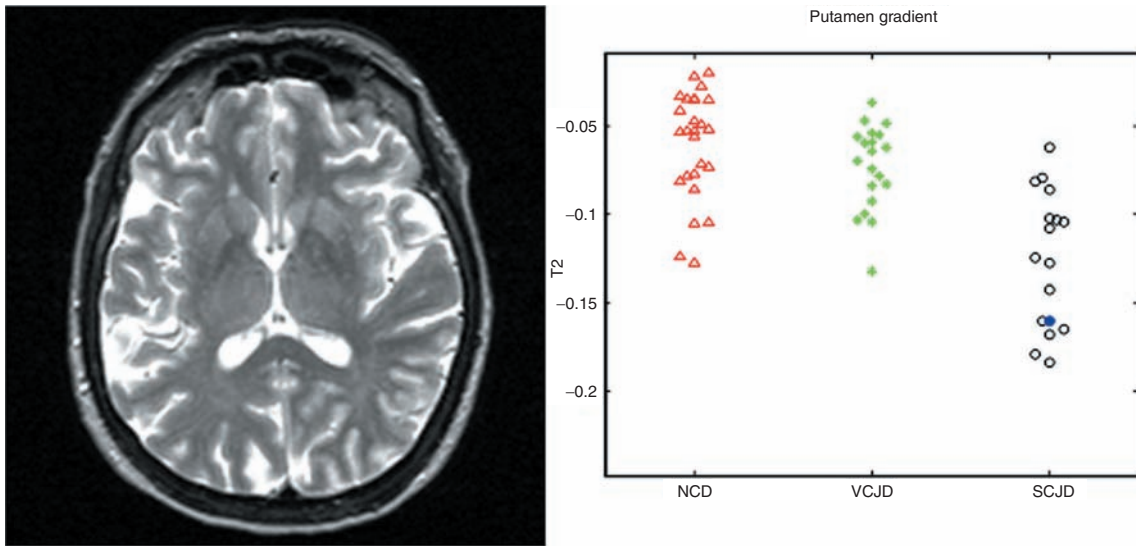 Putamen gradient
T2
−0.05
−0.1
−0.15
−0.2
NCD
VCJD
SCJD